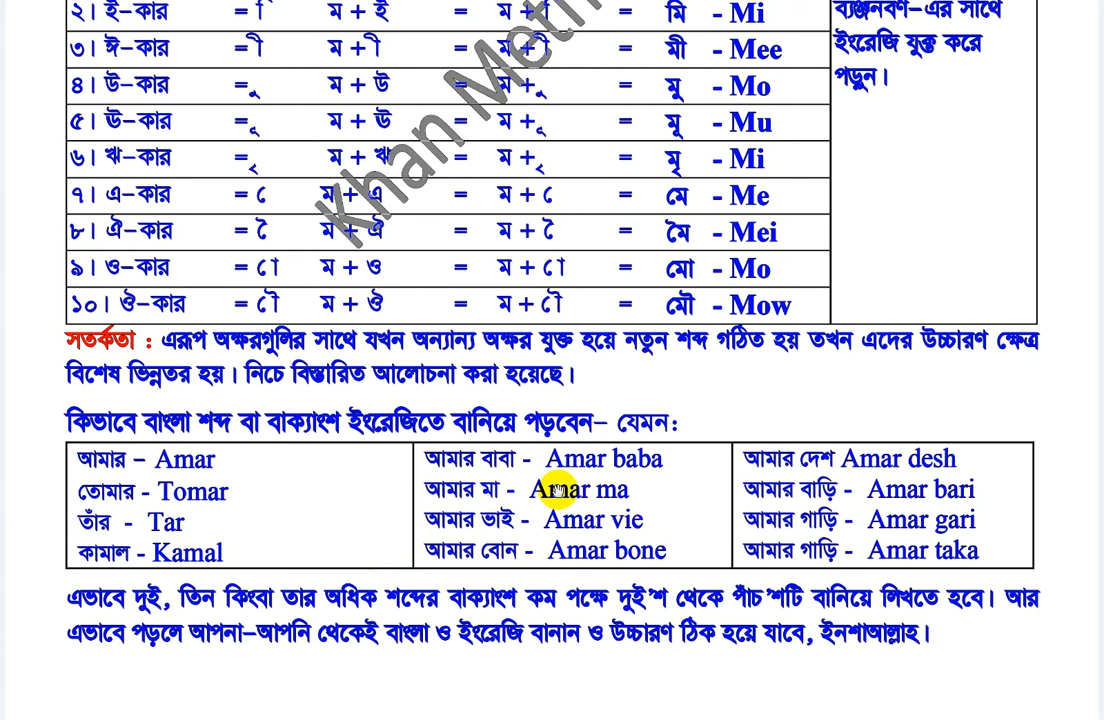 ২। ই-কার = ি ম + ই = ম + ি = মি - Mi
৩। ঈ-কার = ী ম + ী = ম + ী = মী - Mee
৪। উ-কার = ু ম + উ = ম + ু = মু - Mo
৫। ঊ-কার = ূ ম + ঊ = ম + ূ = মূ - Mu
৬। ঋ-কার = ৃ ম + ঋ = ম + ৃ = মৃ - Mi
৭। এ-কার = ে ম + এ = ম + ে = মে - Me
৮। ঐ-কার = ৈ ম + ঐ = ম + ৈ = মৈ - Mei
৯। ও-কার = ো ম + ও = ম + ো = মো - Mo
১০। ঔ-কার = ৌ ম + ঔ = ম + ৌ = মৌ - Mow
ব্যঞ্জনবর্ণ-এর সাথে
ইংরেজি যুক্ত করে
পড়ুন।
Khan
সতর্কতা : এরূপ অক্ষরগুলির সাথে যখন অন্যান্য অক্ষর যুক্ত হয়ে নতুন শব্দ গঠিত হয় তখন এদের উচ্চারণ ক্ষেত্র
বিশেষ ভিন্নতর হয়। নিচে বিস্তারিত আলোচনা করা হয়েছে।
কিভাবে বাংলা শব্দ বা বাক্যাংশ ইংরেজিতে বানিয়ে পড়বেন- যেমন:
আমার – Amar
তোমার - Tomar
তাঁর - Tar
কামাল - Kamal
আমার বাবা - Amar baba
আমার মা - Amar ma
আমার ভাই - Amar vie
আমার বোন - Amar bone
আমার দেশ Amar desh
আমার বাড়ি - Amar bari
আমার গাড়ি - Amar gari
আমার গাড়ি - Amar taka
এভাবে দুই, তিন কিংবা তার অধিক শব্দের বাক্যাংশ কম পক্ষে দুই'শ থেকে পাঁচ'শটি বানিয়ে লিখতে হবে। আর
এভাবে পড়লে আপনা-আপনি থেকেই বাংলা ও ইংরেজি বানান ও উচ্চারণ ঠিক হয়ে যাবে, ইনশাআল্লাহ।